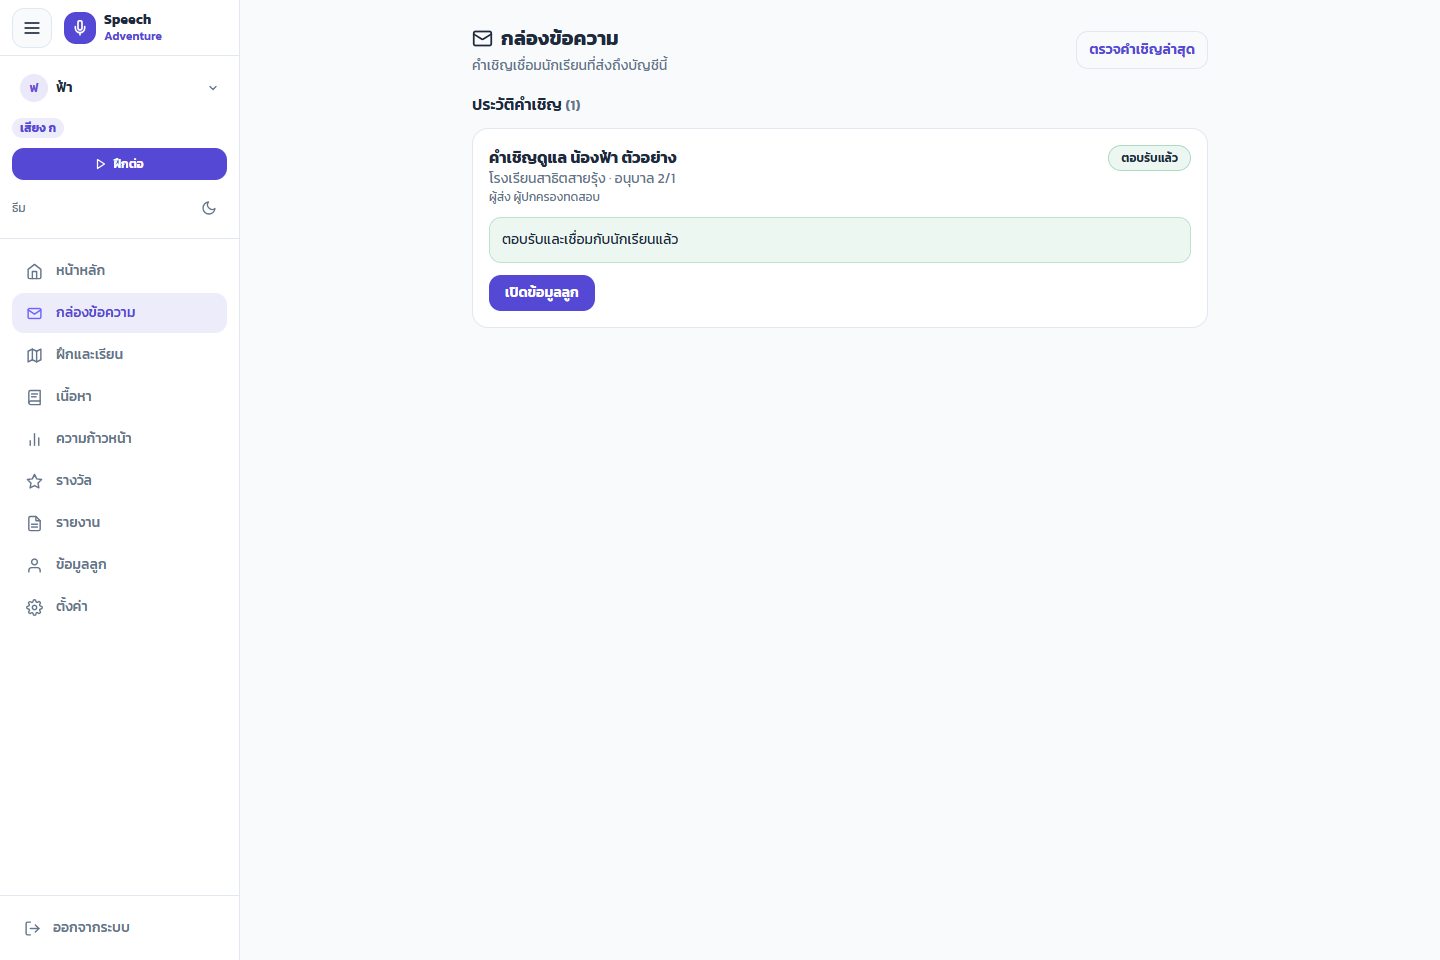 Speech
Adventure
ฟ ฟ้า
เสียง ก
ฝึกต่อ
ธีม
หน้าหลัก
กล่องข้อความ
ฝึกและเรียน
เนื้อหา
ความก้าวหน้า
รางวัล
รายงาน
ข้อมูลลูก
ตั้งค่า
ออกจากระบบ
กล่องข้อความ
คำเชิญเชื่อมนักเรียนที่ส่งถึงบัญชีนี้
ตรวจคำเชิญล่าสุด
ประวัติคำเชิญ (1)
คำเชิญดูแล น้องฟ้า ตัวอย่าง
ตอบรับแล้ว
โรงเรียนสาธิตสายรุ้ง · อนุบาล 2/1
ผู้ส่ง ผู้ปกครองทดสอบ
ตอบรับและเชื่อมกับนักเรียนแล้ว
เปิดข้อมูลลูก